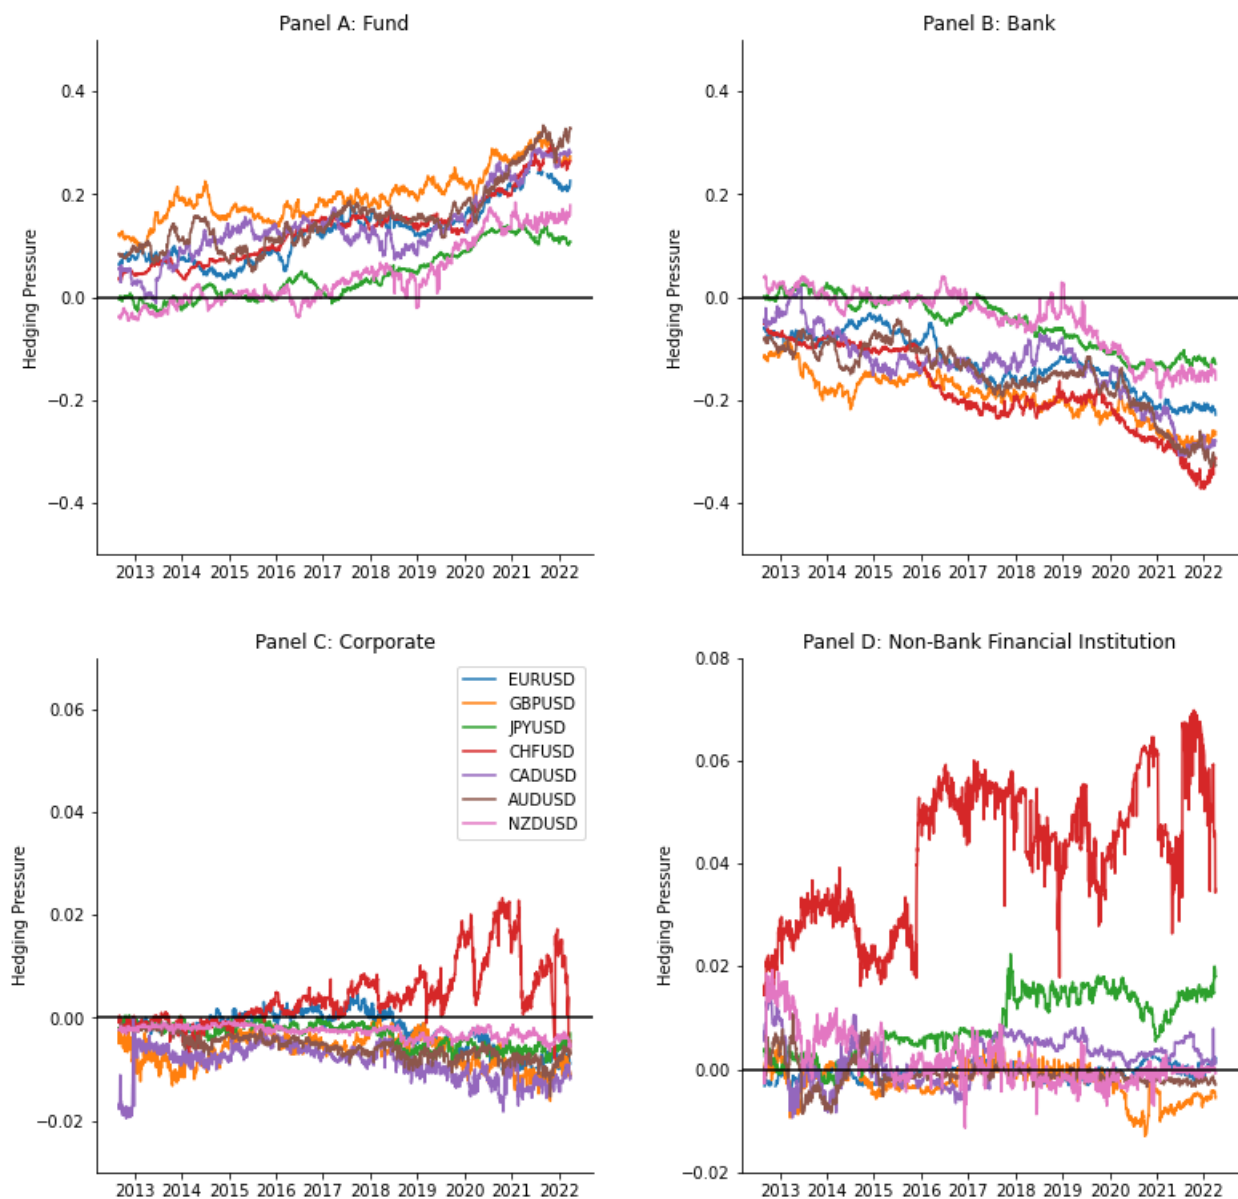 Panel A: Fund
Hedging Pressure
0.4
0.2
0.0
−0.2
−0.4
2013 2014 2015 2016 2017 2018 2019 2020 2021 2022
Panel B: Bank
Hedging Pressure
0.4
0.2
0.0
−0.2
−0.4
2013 2014 2015 2016 2017 2018 2019 2020 2021 2022
Panel C: Corporate
Hedging Pressure
0.06
0.04
0.02
0.00
−0.02
EURUSD
GBPUSD
JPYUSD
CHFUSD
CADUSD
AUDUSD
NZDUSD
2013 2014 2015 2016 2017 2018 2019 2020 2021 2022
Panel D: Non-Bank Financial Institution
Hedging Pressure
0.08
0.06
0.04
0.02
0.00
−0.02
2013 2014 2015 2016 2017 2018 2019 2020 2021 2022